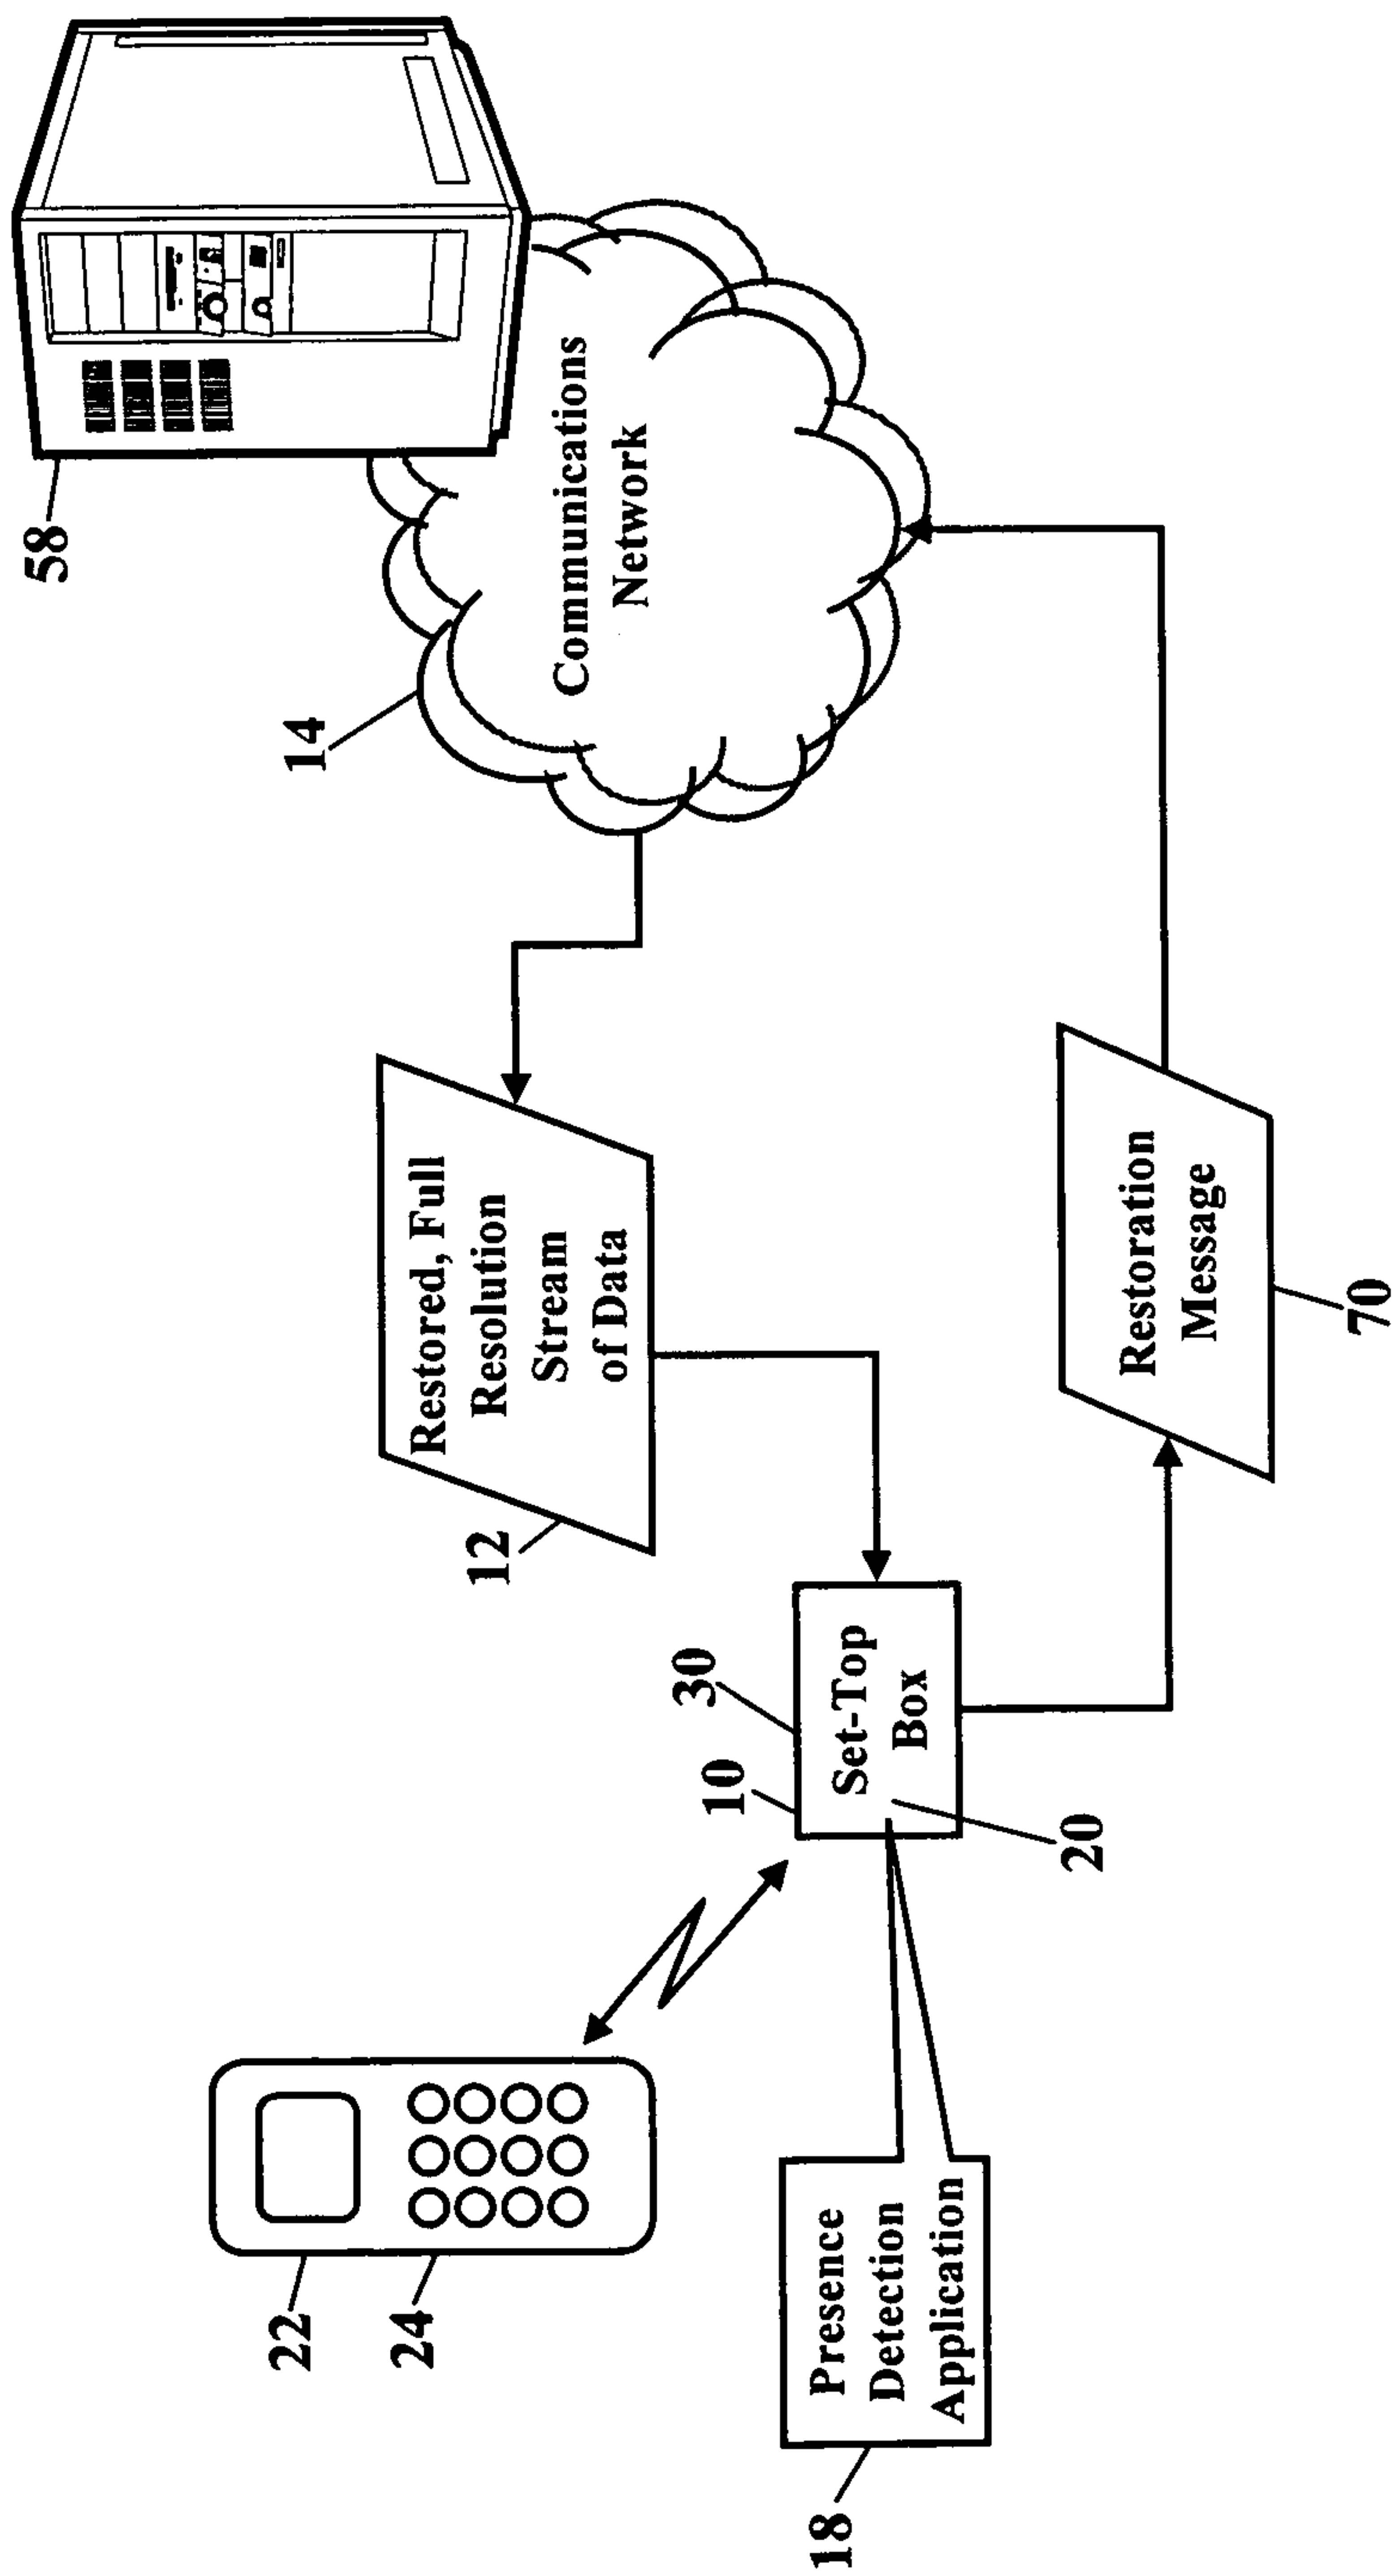 58
14
Communications
Network
12
Restored, Full
Resolution
Stream
of Data
22
24
10
30
Set-Top
Box
20
Restoration
Message
70
18
Presence
Detection
Application